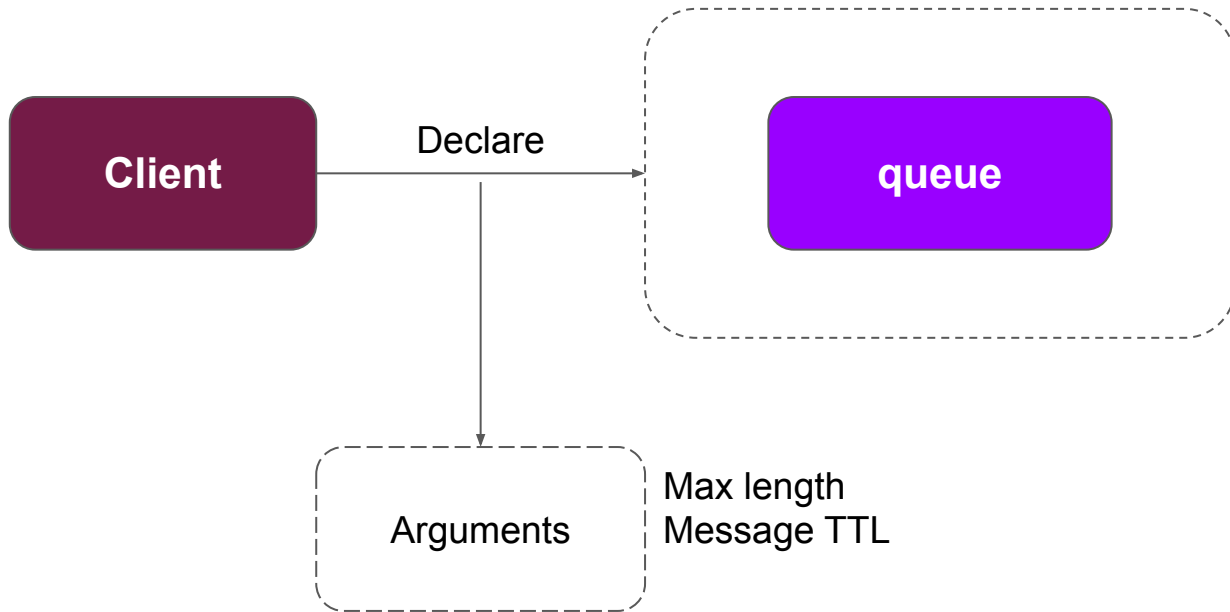 Client
Declare
queue
Arguments
Max length
Message TTL